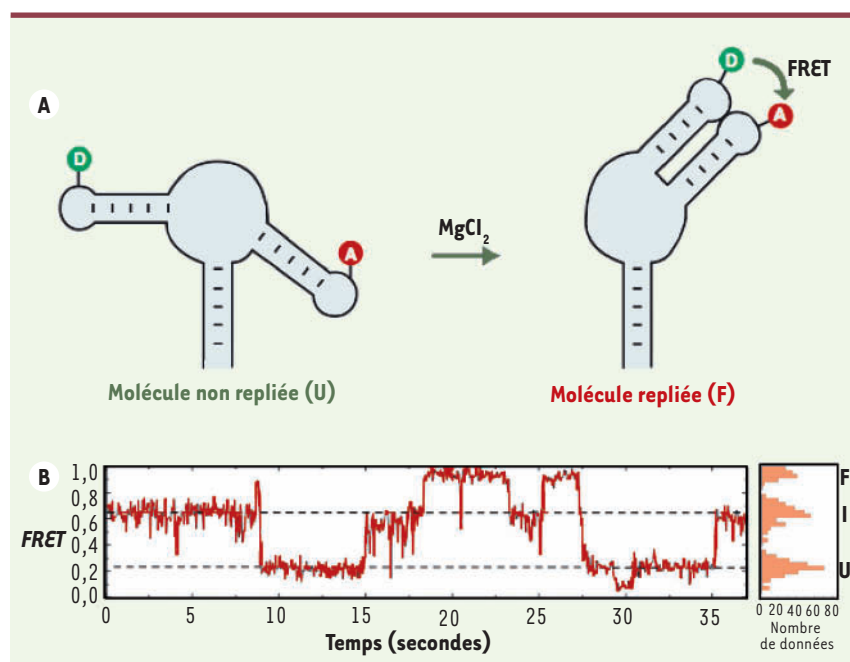 A
D
A
D
FRET
A
MgCl₂
Molécule non repliée (U)
Molécule repliée (F)
B
FRET
1,0
0,8
0,6
0,4
0,2
0,0
0 5 10 15 20 25 30 35
Temps (secondes)
F
I
U
0 20 40 60 80
Nombre
de données